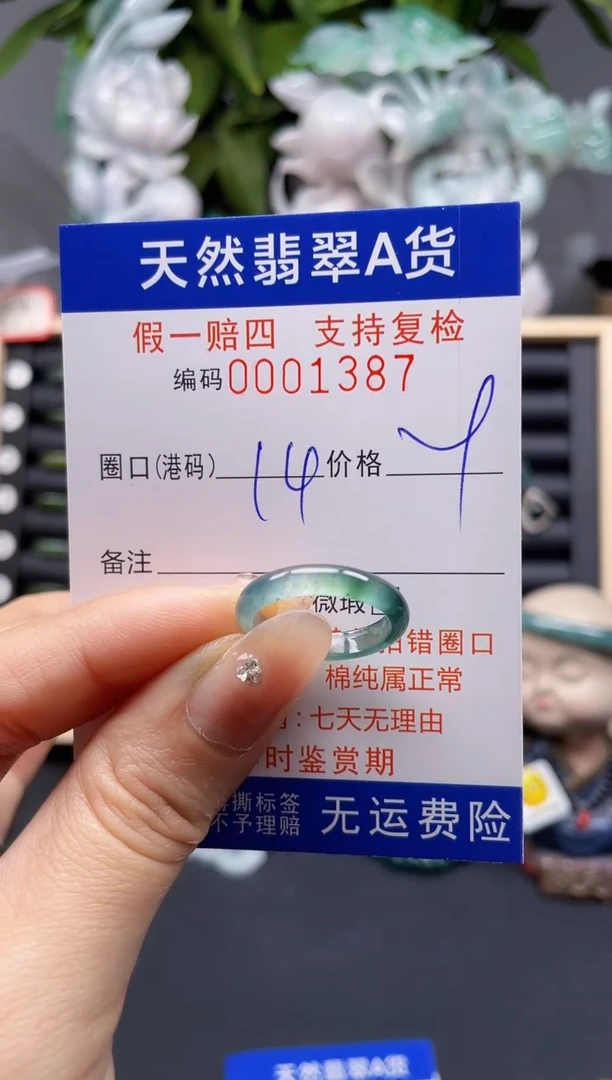 天然翡翠A货
假一赔四 支持复检
编码0001387
圈口(港码) 14 价格
备注
微瑕
错圈口
棉纯属正常
：七天无理由
时鉴赏期
撕标签
不予理赔
无运费险
天然翡翠A货